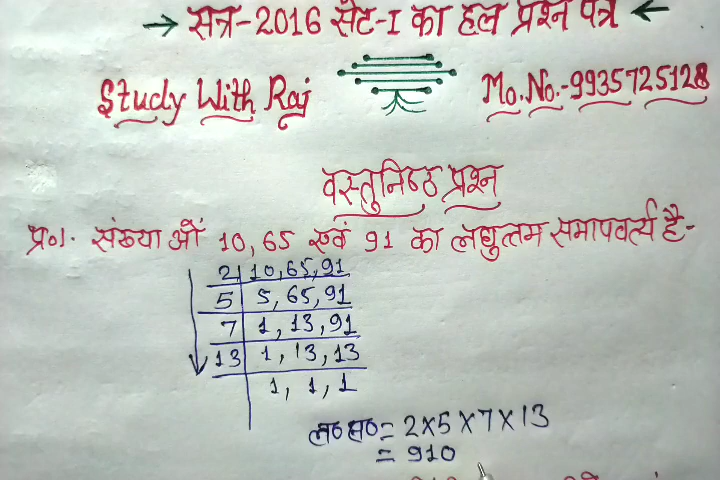 → सत्र-2016 सेट-I का हल प्रश्न पत्र ←
Study With Raj
Mo.No.-9935725128
वस्तुनिष्ठ प्रश्न
प्र०1. संख्याओं 10, 65 एवं 91 का लघुत्तम समापवर्त्य है-
2 | 10, 65, 91
5 | 5, 65, 91
7 | 1, 13, 91
13 | 1, 13, 13
1, 1, 1
ल०स० = 2×5×7×13
= 910